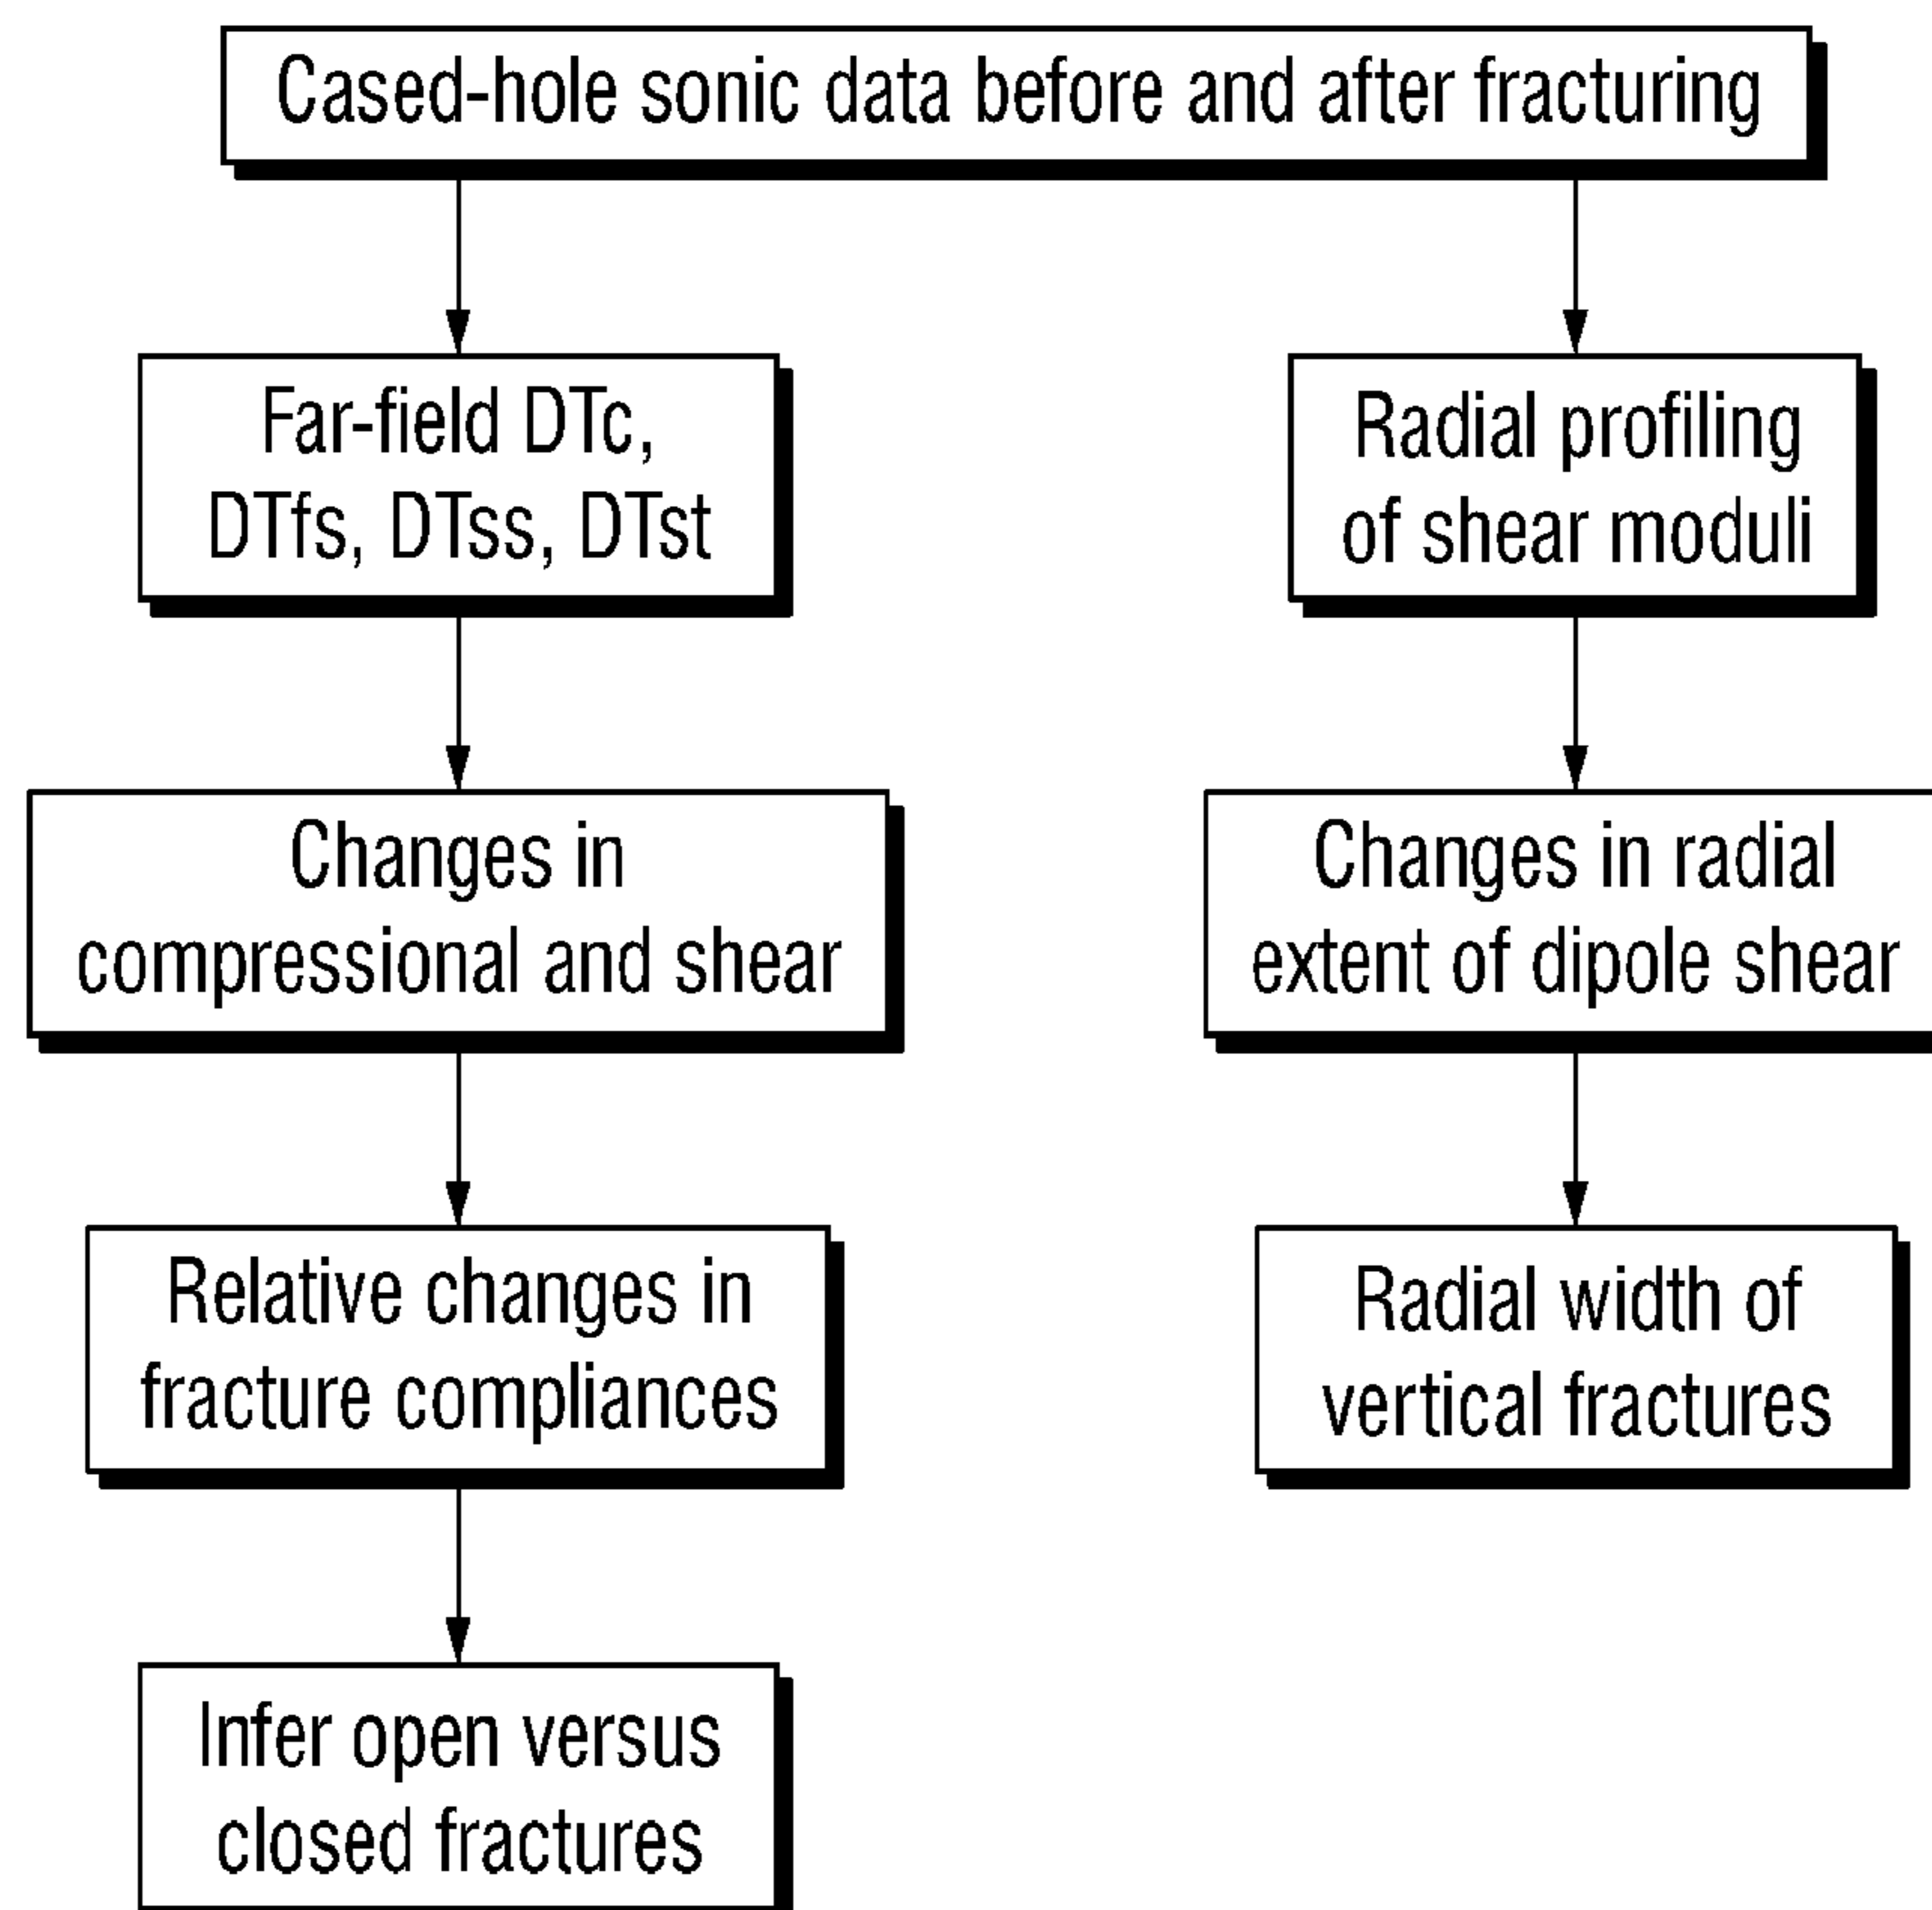 Cased-hole sonic data before and after fracturing
Far-field DTc,
DTfs, DTss, DTst
Changes in
compressional and shear
Relative changes in
fracture compliances
Infer open versus
closed fractures
Radial profiling
of shear moduli
Changes in radial
extent of dipole shear
Radial width of
vertical fractures